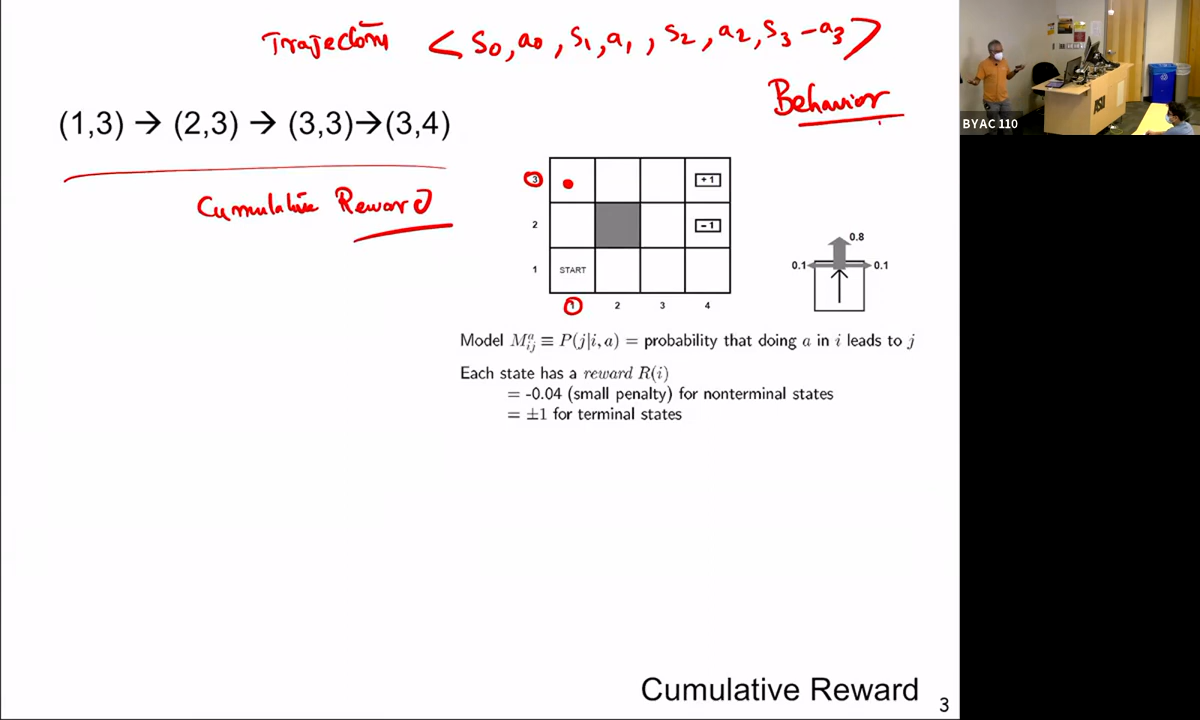 Trajectory <S0, a0, S1, a1, S2, a2, S3 - a3>
Behavior
(1,3) → (2,3) → (3,3)→(3,4)
Cumulative Reward
3 +1
2 -1
1 START
1 2 3 4
0.8
0.1 0.1
Model M^a_ij ≡ P(j|i, a) = probability that doing a in i leads to j
Each state has a reward R(i)
= -0.04 (small penalty) for nonterminal states
= ±1 for terminal states
Cumulative Reward
3
BYAC 110
ASU